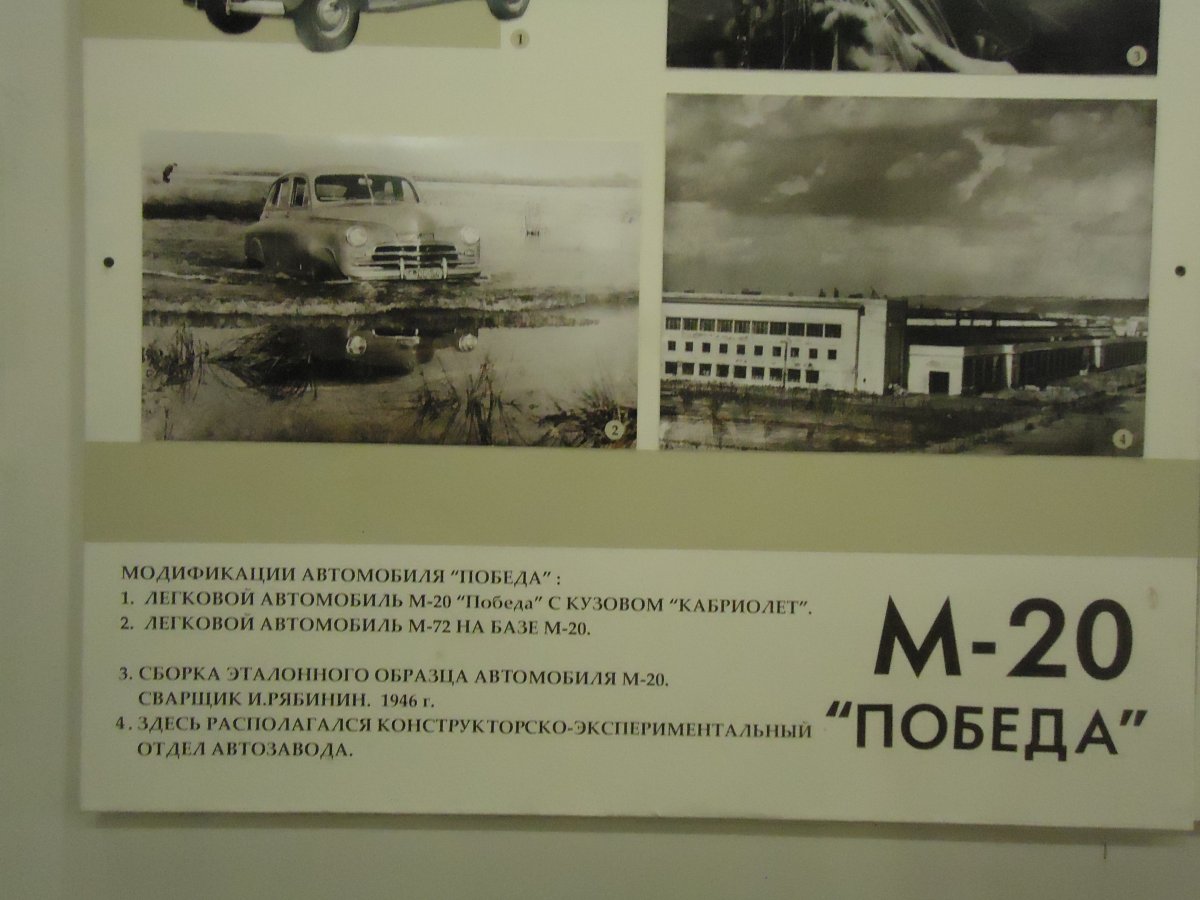 1
3
2
4
МОДИФИКАЦИИ АВТОМОБИЛЯ "ПОБЕДА" :
1. ЛЕГКОВОЙ АВТОМОБИЛЬ М-20 "Победа" С КУЗОВОМ "КАБРИОЛЕТ".
2. ЛЕГКОВОЙ АВТОМОБИЛЬ М-72 НА БАЗЕ М-20.
3. СБОРКА ЭТАЛОННОГО ОБРАЗЦА АВТОМОБИЛЯ М-20.
СВАРЩИК И.РЯБИНИН. 1946 г.
4. ЗДЕСЬ РАСПОЛАГАЛСЯ КОНСТРУКТОРСКО-ЭКСПЕРИМЕНТАЛЬНЫЙ
ОТДЕЛ АВТОЗАВОДА.
М-20
"ПОБЕДА"